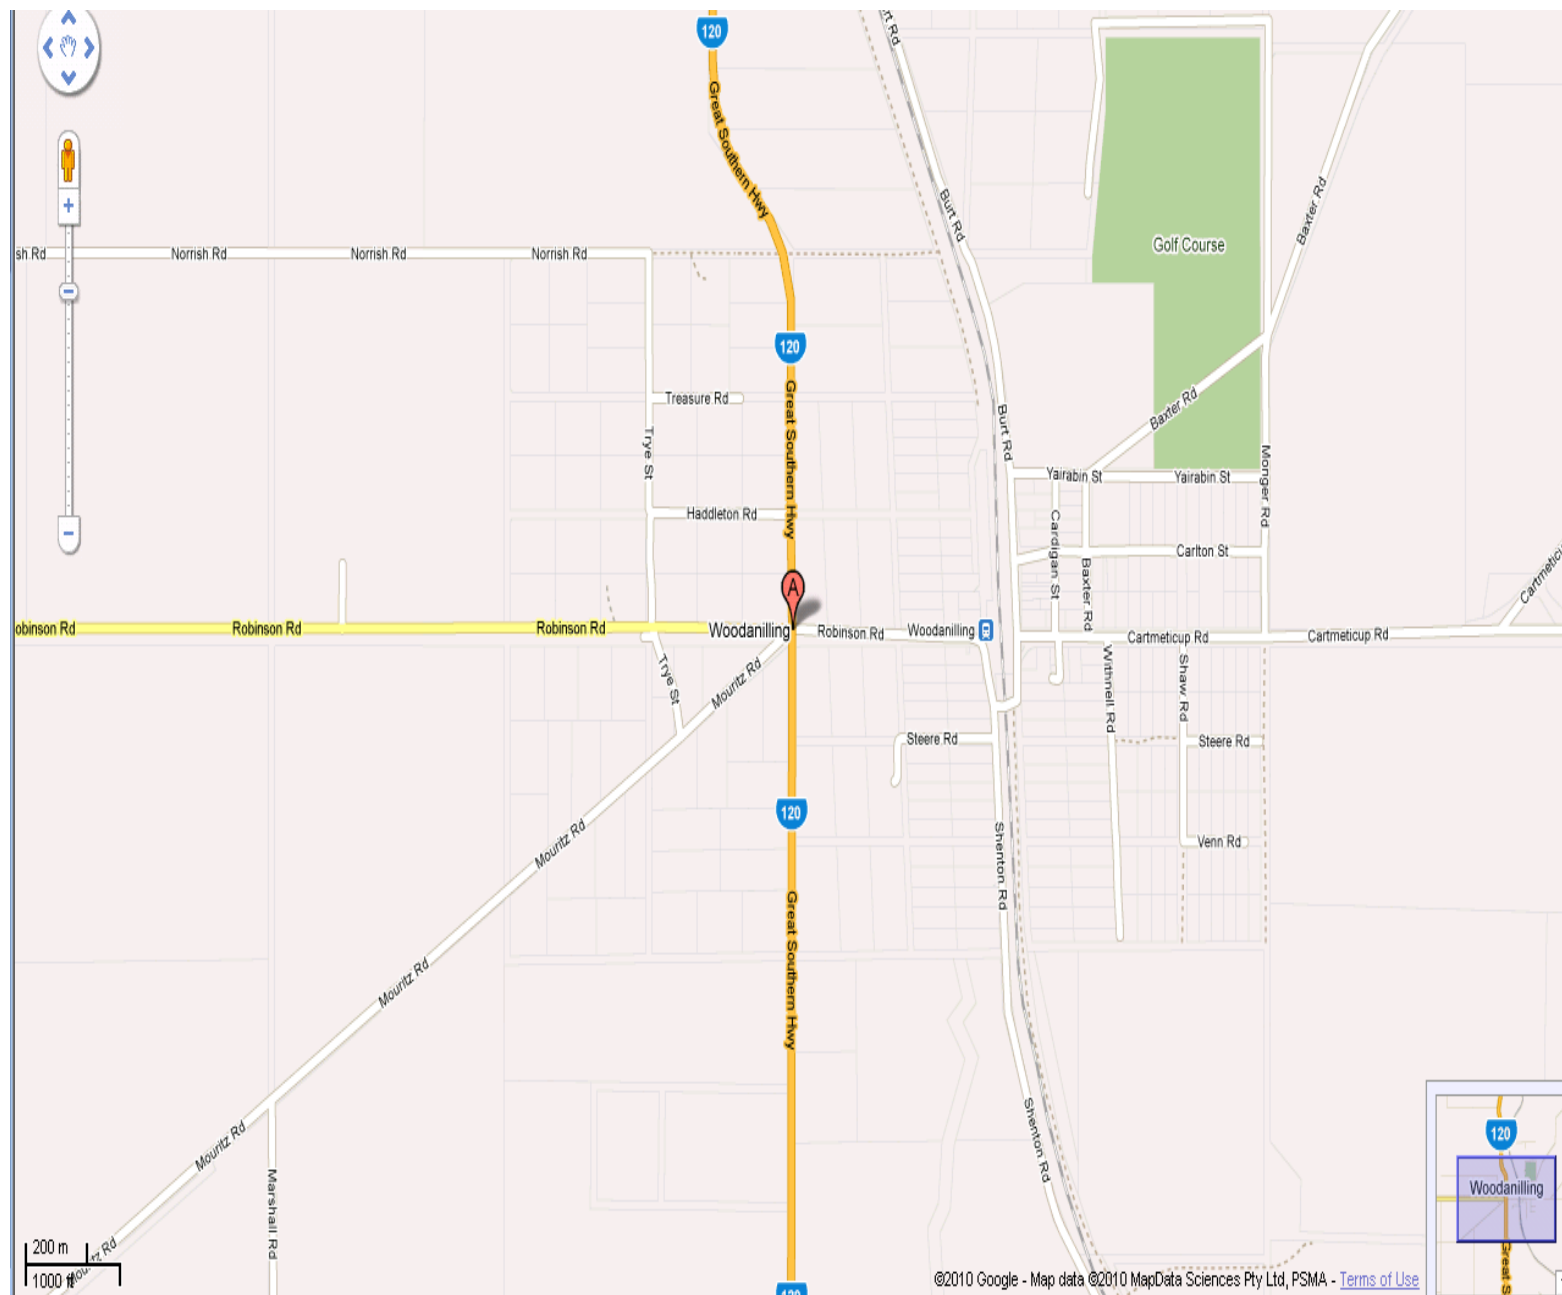 120
rt Rd
Great Southern Hwy
Burt Rd
Baxter Rd
Golf Course
sh Rd
Norrish Rd
Norrish Rd
Norrish Rd
120
Treasure Rd
Great Southern Hwy
Trye St
Burt Rd
Baxter Rd
Monger Rd
Yairabin St
Yairabin St
Haddleton Rd
Cardigan St
Carlton St
Baxter Rd
Cartmeticu
A
obinson Rd
Robinson Rd
Robinson Rd
Woodanilling
Robinson Rd
Woodanilling
Cartmeticup Rd
Cartmeticup Rd
Trye St
Mouritz Rd
Withnell Rd
Shaw Rd
Steere Rd
Steere Rd
120
Mouritz Rd
Shenton Rd
Venn Rd
Great Southern Hwy
Mouritz Rd
Mouritz Rd
Shenton Rd
Marshall Rd
120
Woodanilling
Great S
200 m
1000 ft
Mouritz Rd
120
©2010 Google - Map data ©2010 MapData Sciences Pty Ltd, PSMA - Terms of Use